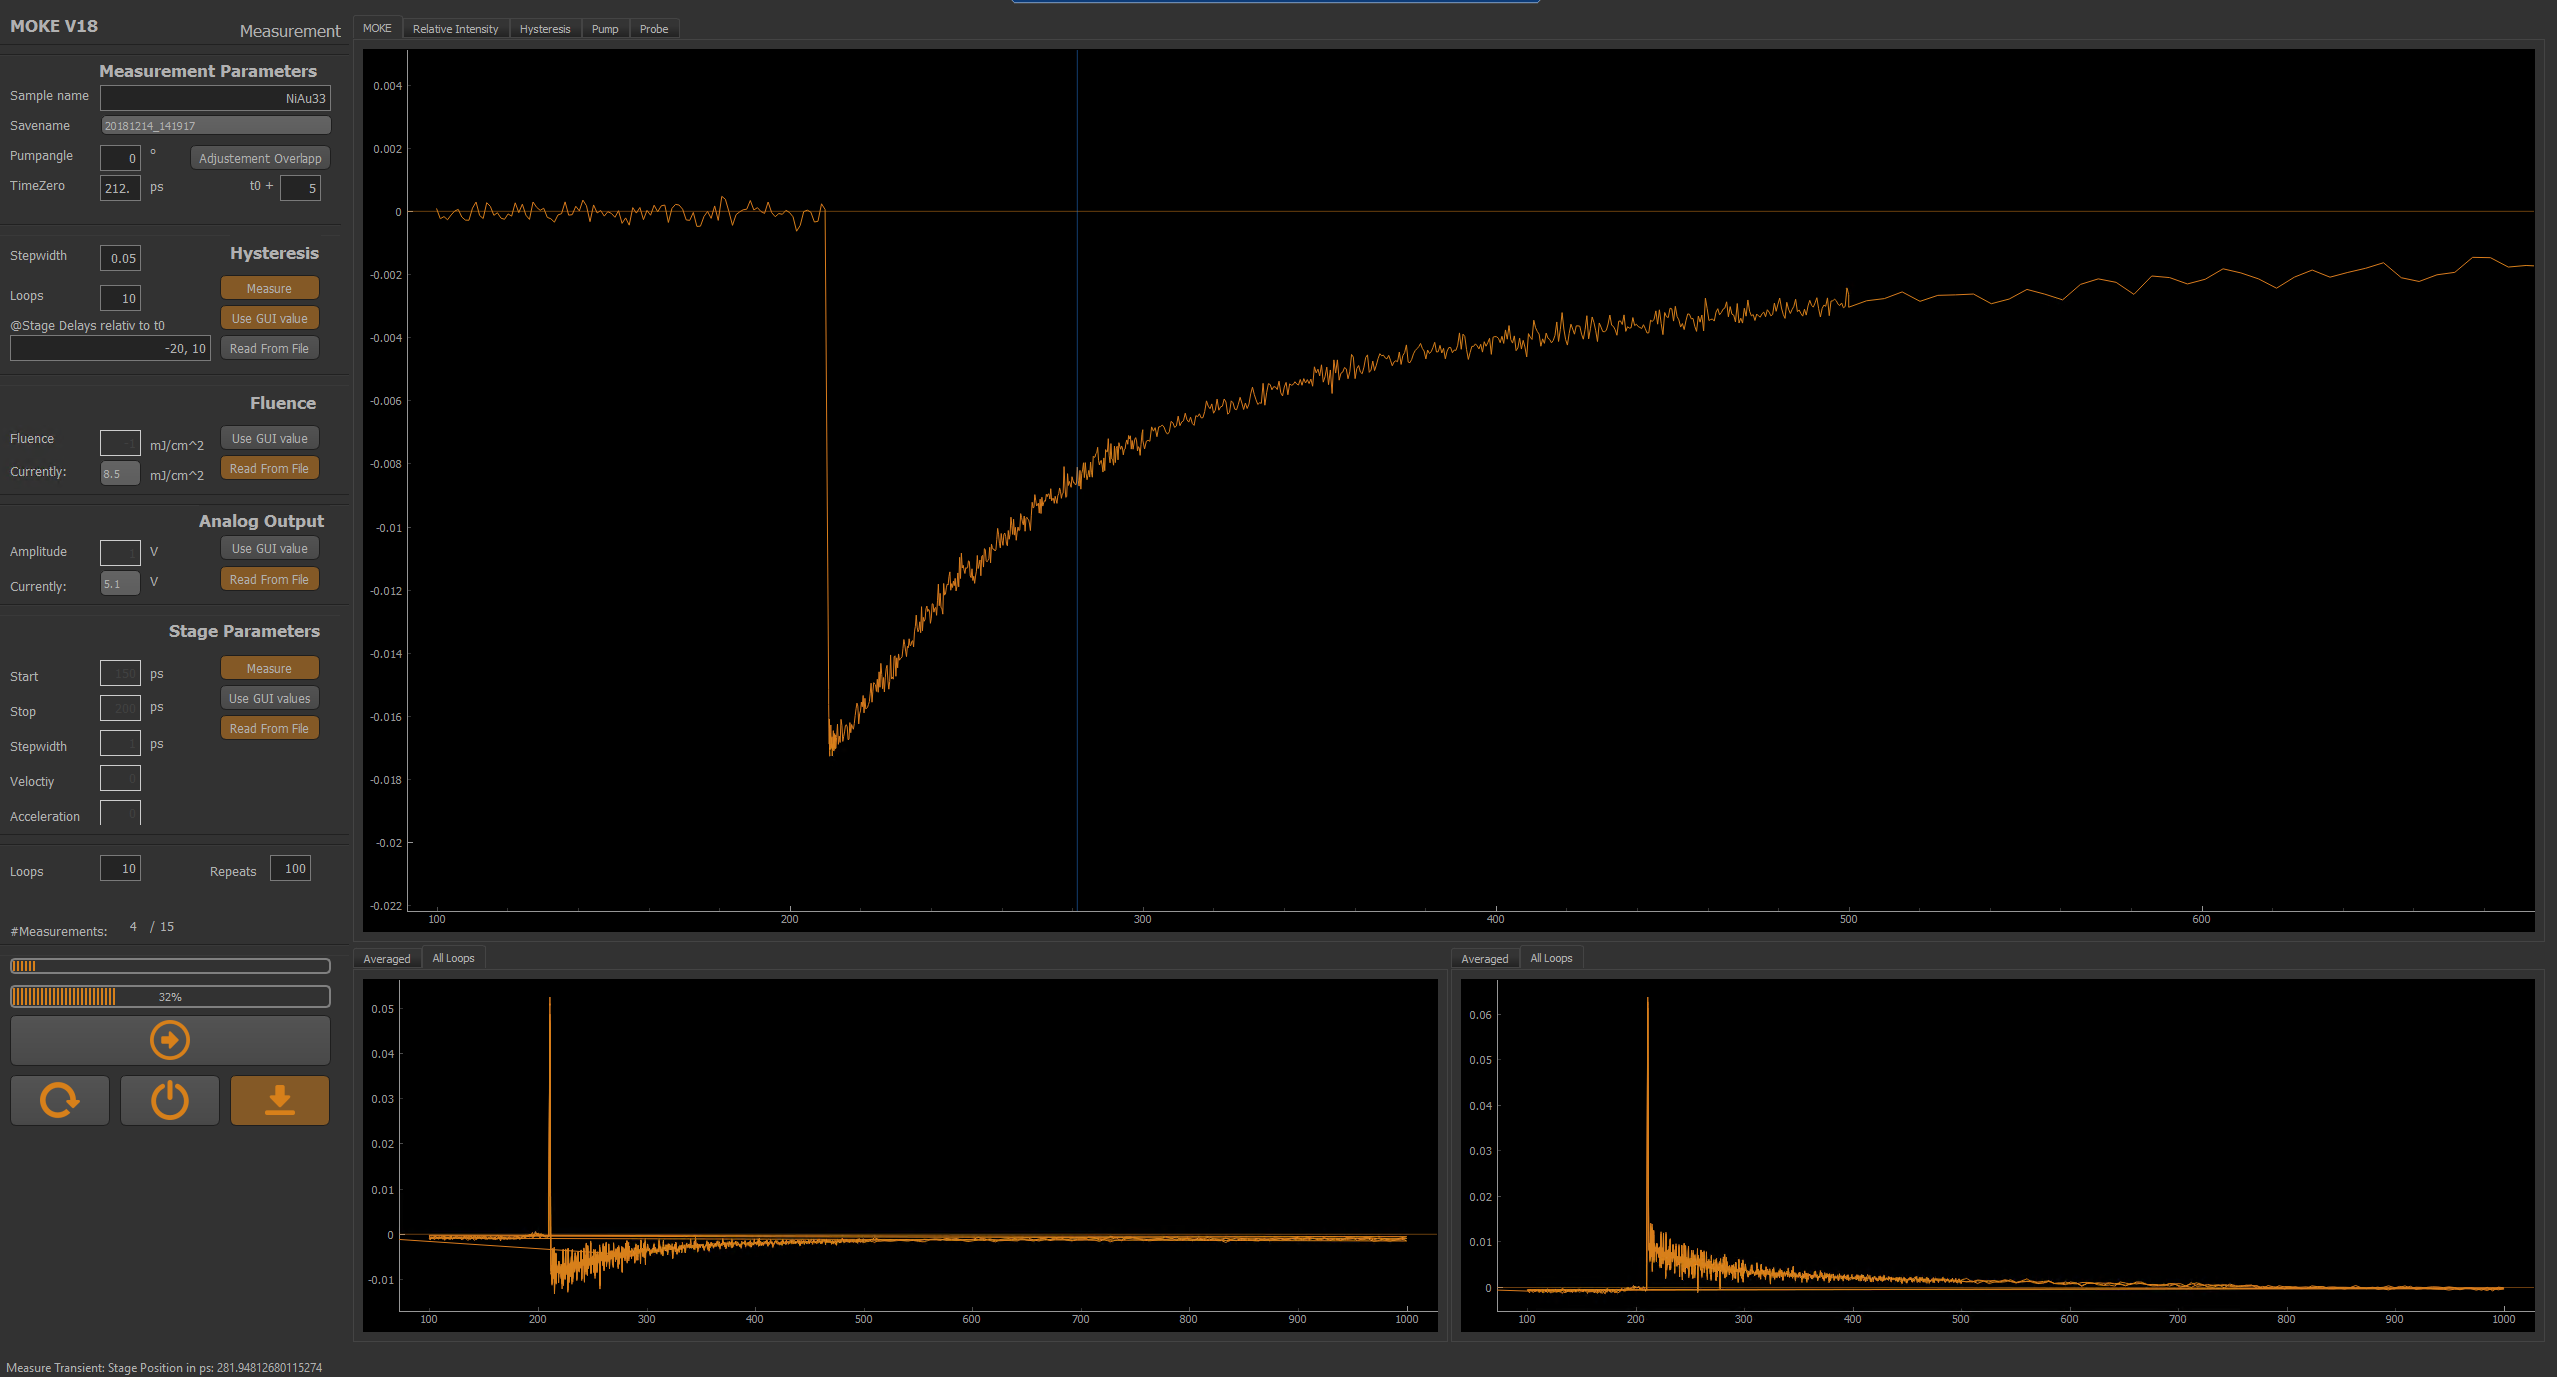 MOKE V18
Measurement
Measurement Parameters
Sample name NiAu33
Savename 20181214_141917
Pumpangle 0 ° Adjustement Overlapp
TimeZero 212. ps t0 + 5
Stepwidth 0.05 Hysteresis
Measure
Loops 10
Use GUI value
@Stage Delays relativ to t0
-20, 10 Read From File
Fluence
Fluence -1 mJ/cm^2 Use GUI value
Currently: 8.5 mJ/cm^2 Read From File
Analog Output
Amplitude 1 V Use GUI value
Currently: 5.1 V Read From File
Stage Parameters
Start 150 ps Measure
Stop 200 ps Use GUI values
Stepwidth 1 ps Read From File
Veloctiy 0
Acceleration 0
Loops 10 Repeats 100
#Measurements: 4 / 15
32%
MOKE Relative Intensity Hysteresis Pump Probe
0.004
0.002
0
-0.002
-0.004
-0.006
-0.008
-0.01
-0.012
-0.014
-0.016
-0.018
-0.02
-0.022
100 200 300 400 500 600
Averaged All Loops
0.05
0.04
0.03
0.02
0.01
0
-0.01
100 200 300 400 500 600 700 800 900 1000
Averaged All Loops
0.06
0.05
0.04
0.03
0.02
0.01
0
100 200 300 400 500 600 700 800 900 1000
Measure Transient: Stage Position in ps: 281.94812680115274